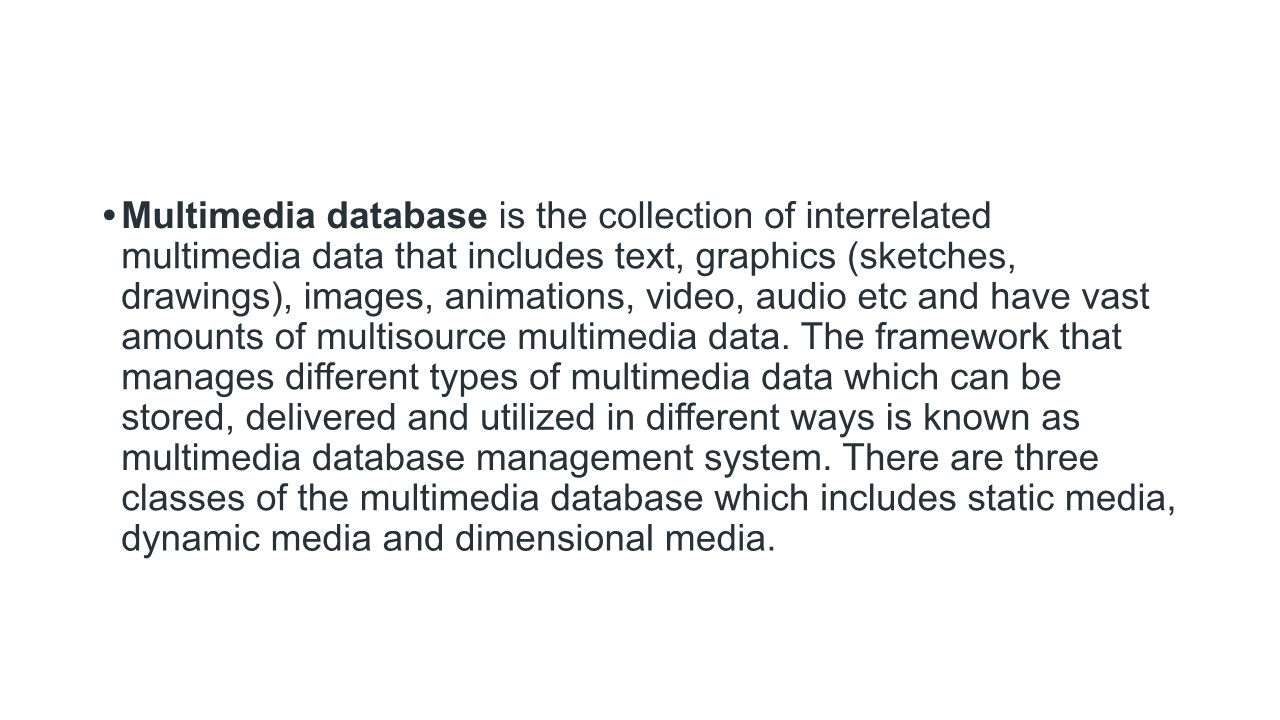 •Multimedia database is the collection of interrelated
multimedia data that includes text, graphics (sketches,
drawings), images, animations, video, audio etc and have vast
amounts of multisource multimedia data. The framework that
manages different types of multimedia data which can be
stored, delivered and utilized in different ways is known as
multimedia database management system. There are three
classes of the multimedia database which includes static media,
dynamic media and dimensional media.